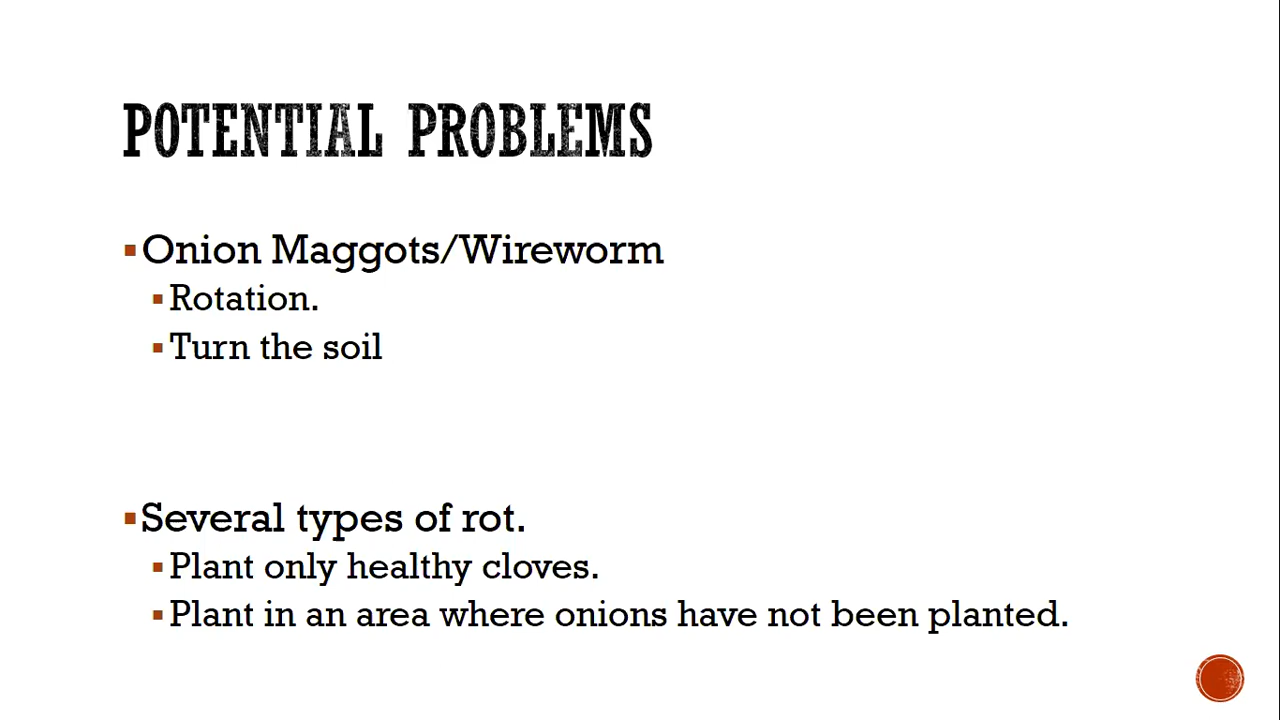 POTENTIAL PROBLEMS
Onion Maggots/Wireworm
Rotation.
Turn the soil
Several types of rot.
Plant only healthy cloves.
Plant in an area where onions have not been planted.